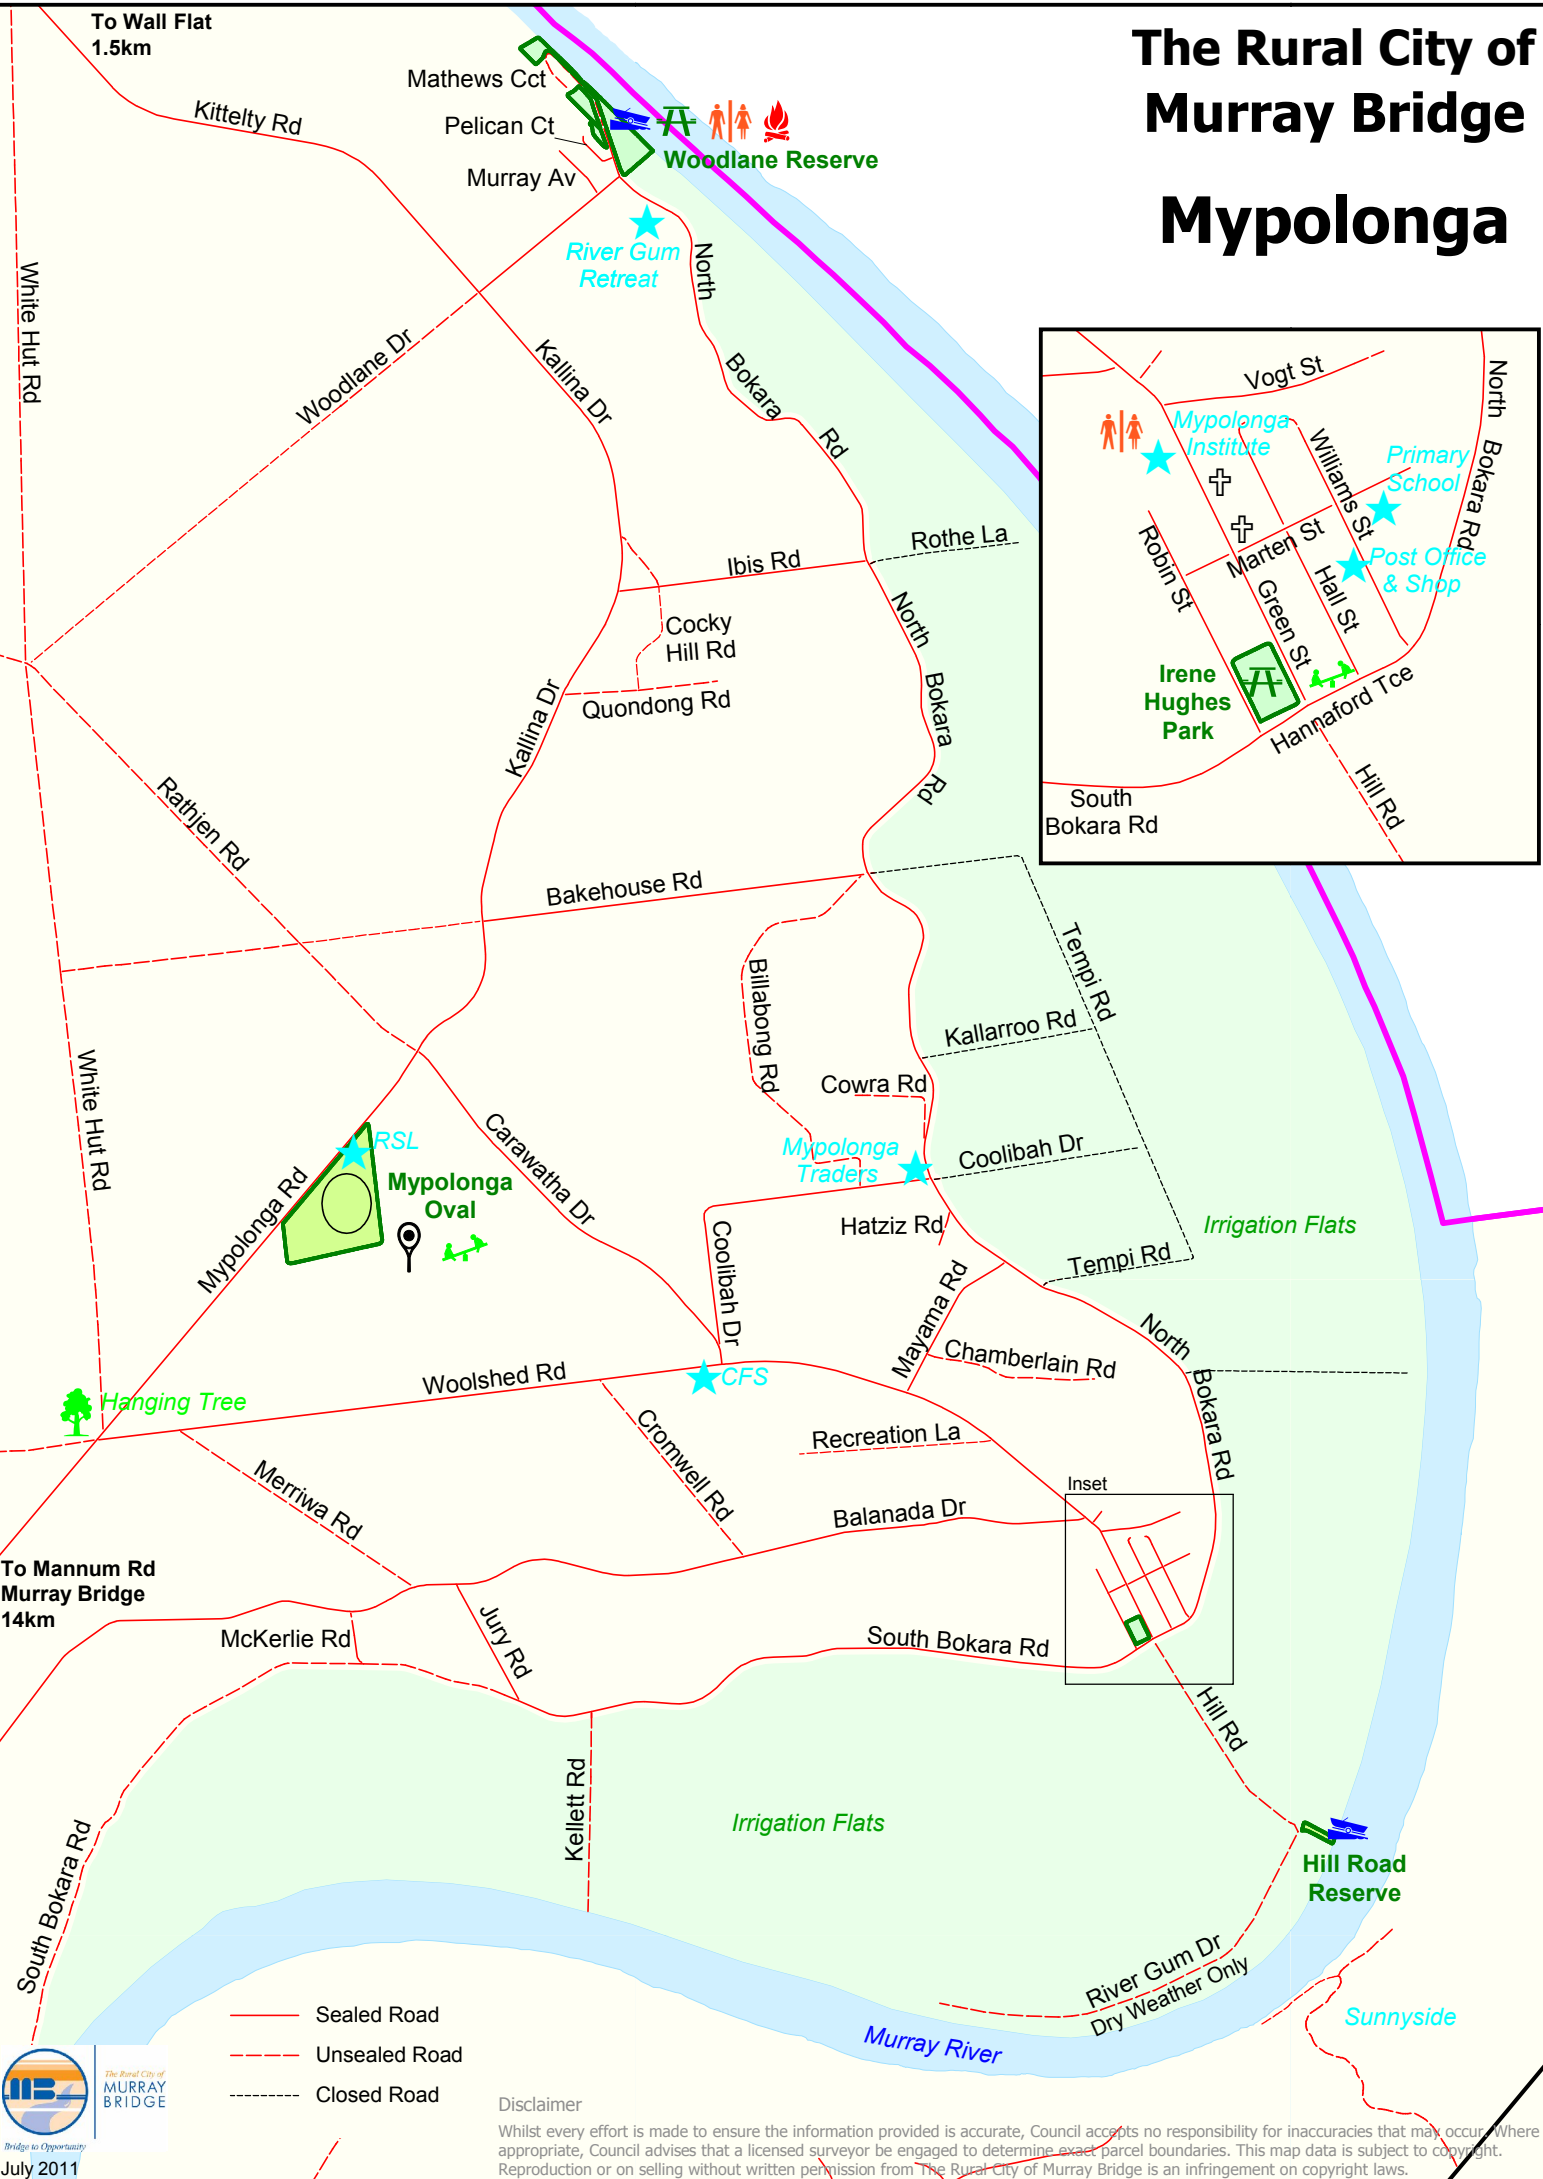 To Wall Flat
1.5km
The Rural City of
Murray Bridge
Mypolonga
Mathews Cct
Pelican Ct
Murray Av
Woodlane Reserve
Kittelty Rd
River Gum
Retreat
North
Bokara
Rd
White Hut Rd
Woodlane Dr
Kallina Dr
Vogt St
North
Bokara Rd
Mypolonga
Institute
Williams St
Primary
School
Marten St
Robin St
Post Office
& Shop
Green St
Hall St
Irene
Hughes
Park
Hannaford Tce
South
Bokara Rd
Hill Rd
Ibis Rd
Rothe La
North
Bokara
Rd
Cocky
Hill Rd
Quondong Rd
Kallina Dr
Rathjen Rd
Bakehouse Rd
Tempi Rd
Billabong Rd
Kallarroo Rd
Cowra Rd
White Hut Rd
RSL
Mypolonga
Oval
Mypolonga Rd
Carawatha Dr
Mypolonga
Traders
Coolibah Dr
Hatziz Rd
Irrigation Flats
Coolibah Dr
Tempi Rd
Mayama Rd
North
Bokara Rd
Chamberlain Rd
Woolshed Rd
CFS
Hanging Tree
Cromwell Rd
Recreation La
Merriwa Rd
Inset
Balanada Dr
To Mannum Rd
Murray Bridge
14km
McKerlie Rd
Jury Rd
South Bokara Rd
Hill Rd
Kellett Rd
Irrigation Flats
South Bokara Rd
Hill Road
Reserve
River Gum Dr
Dry Weather Only
Sunnyside
Murray River
Sealed Road
Unsealed Road
Closed Road
The Rural City of
MURRAY
BRIDGE
Bridge to Opportunity
July 2011
Disclaimer
Whilst every effort is made to ensure the information provided is accurate, Council accepts no responsibility for inaccuracies that may occur. Where
appropriate, Council advises that a licensed surveyor be engaged to determine exact parcel boundaries. This map data is subject to copyright.
Reproduction or on selling without written permission from The Rural City of Murray Bridge is an infringement on copyright laws.